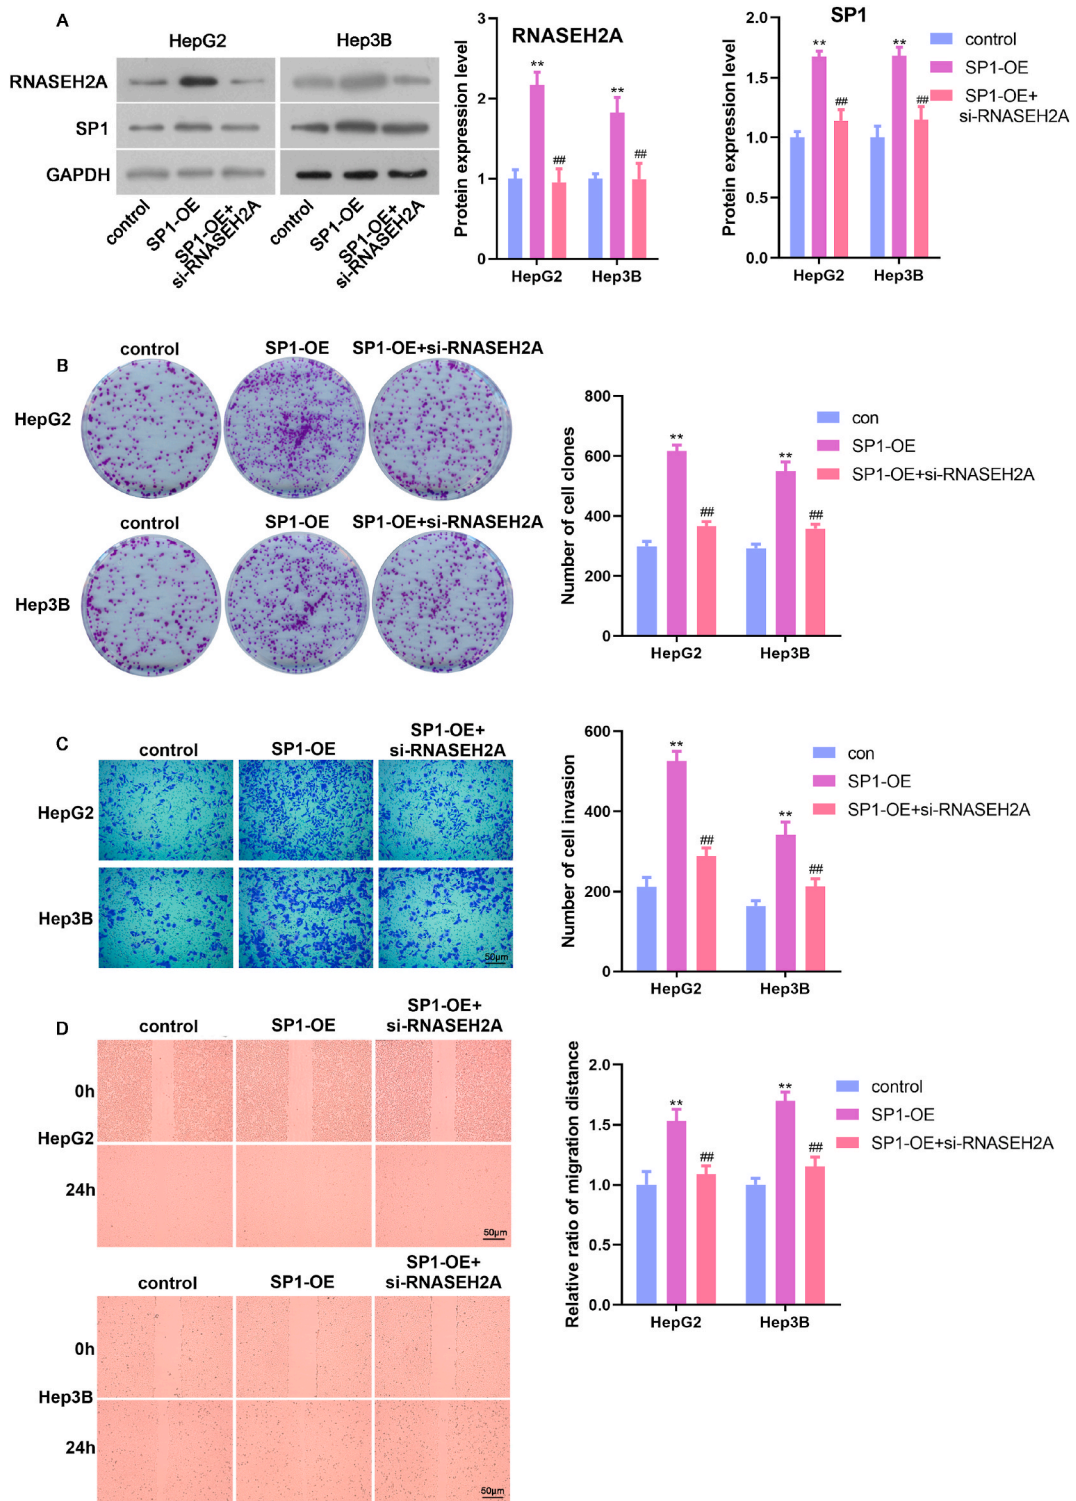 A
HepG2
Hep3B
RNASEH2A
SP1
GAPDH
control
SP1-OE
SP1-OE+
si-RNASEH2A
control
SP1-OE
SP1-OE+
si-RNASEH2A
RNASEH2A
Protein expression level
3
2
1
0
**
##
**
##
HepG2
Hep3B
SP1
Protein expression level
2.0
1.5
1.0
0.5
0.0
**
##
**
##
HepG2
Hep3B
control
SP1-OE
SP1-OE+
si-RNASEH2A
B
control
SP1-OE
SP1-OE+si-RNASEH2A
HepG2
control
SP1-OE
SP1-OE+si-RNASEH2A
Hep3B
Number of cell clones
800
600
400
200
0
**
##
**
##
HepG2
Hep3B
con
SP1-OE
SP1-OE+si-RNASEH2A
C
control
SP1-OE
SP1-OE+
si-RNASEH2A
HepG2
Hep3B
50μm
Number of cell invasion
600
400
200
0
**
##
**
##
HepG2
Hep3B
con
SP1-OE
SP1-OE+si-RNASEH2A
D
control
SP1-OE
SP1-OE+
si-RNASEH2A
0h
HepG2
24h
50μm
control
SP1-OE
SP1-OE+
si-RNASEH2A
0h
Hep3B
24h
50μm
Relative ratio of migration distance
2.0
1.5
1.0
0.5
0.0
**
##
**
##
HepG2
Hep3B
control
SP1-OE
SP1-OE+si-RNASEH2A